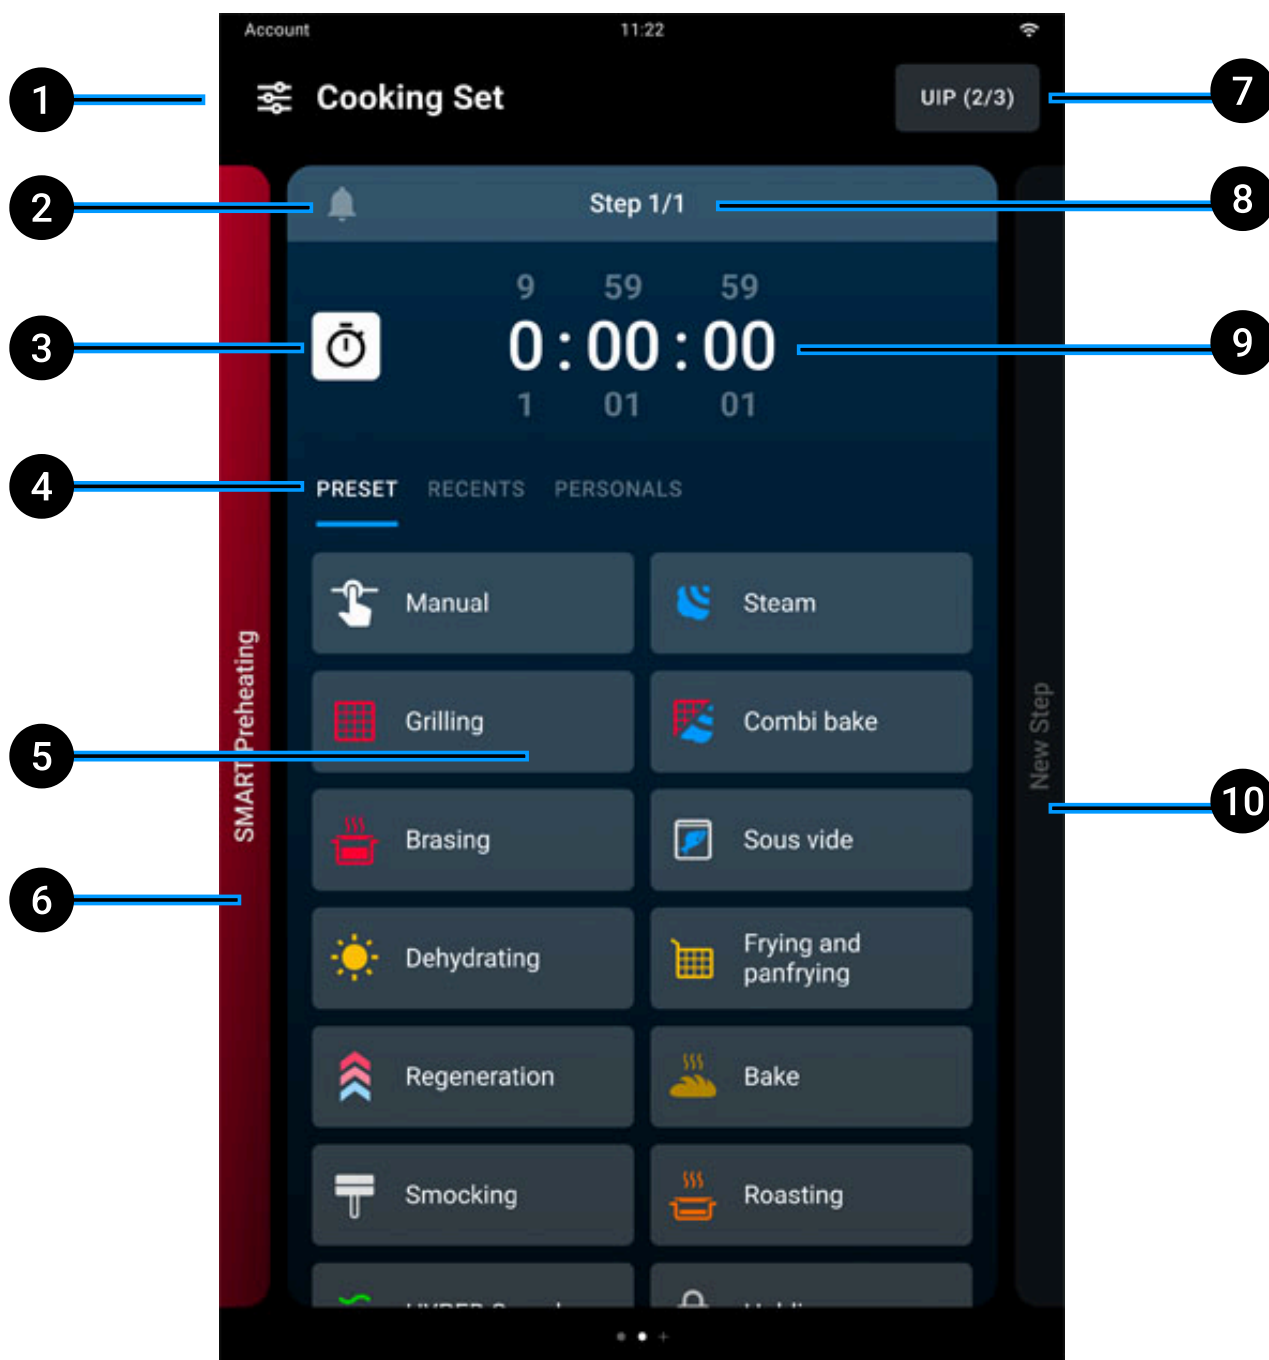 Account 11:22
1 Cooking Set UIP (2/3) 7
2 Step 1/1 8
9 59 59
3 0 : 00 : 00 9
1 01 01
4 PRESET RECENTS PERSONALS
Manual Steam
Grilling Combi bake
5
Brasing Sous vide
6 SMART Preheating
New Step 10
Dehydrating Frying and
panfrying
Regeneration Bake
Smocking Roasting